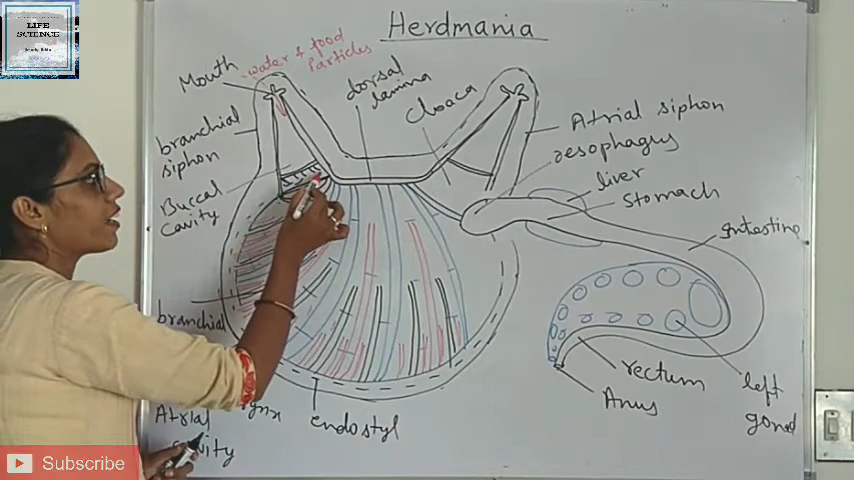 LIFE
SCIENCE
Herdmania
Mouth
water & food
Particles
dorsal
lamina
Cloaca
Atrial siphon
branchial
siphon
oesophagus
liver
Stomach
Buccal
cavity
Intestine
branchial
rectum
left
gonad
Anus
endostyl
Atrial
cavity
Subscribe